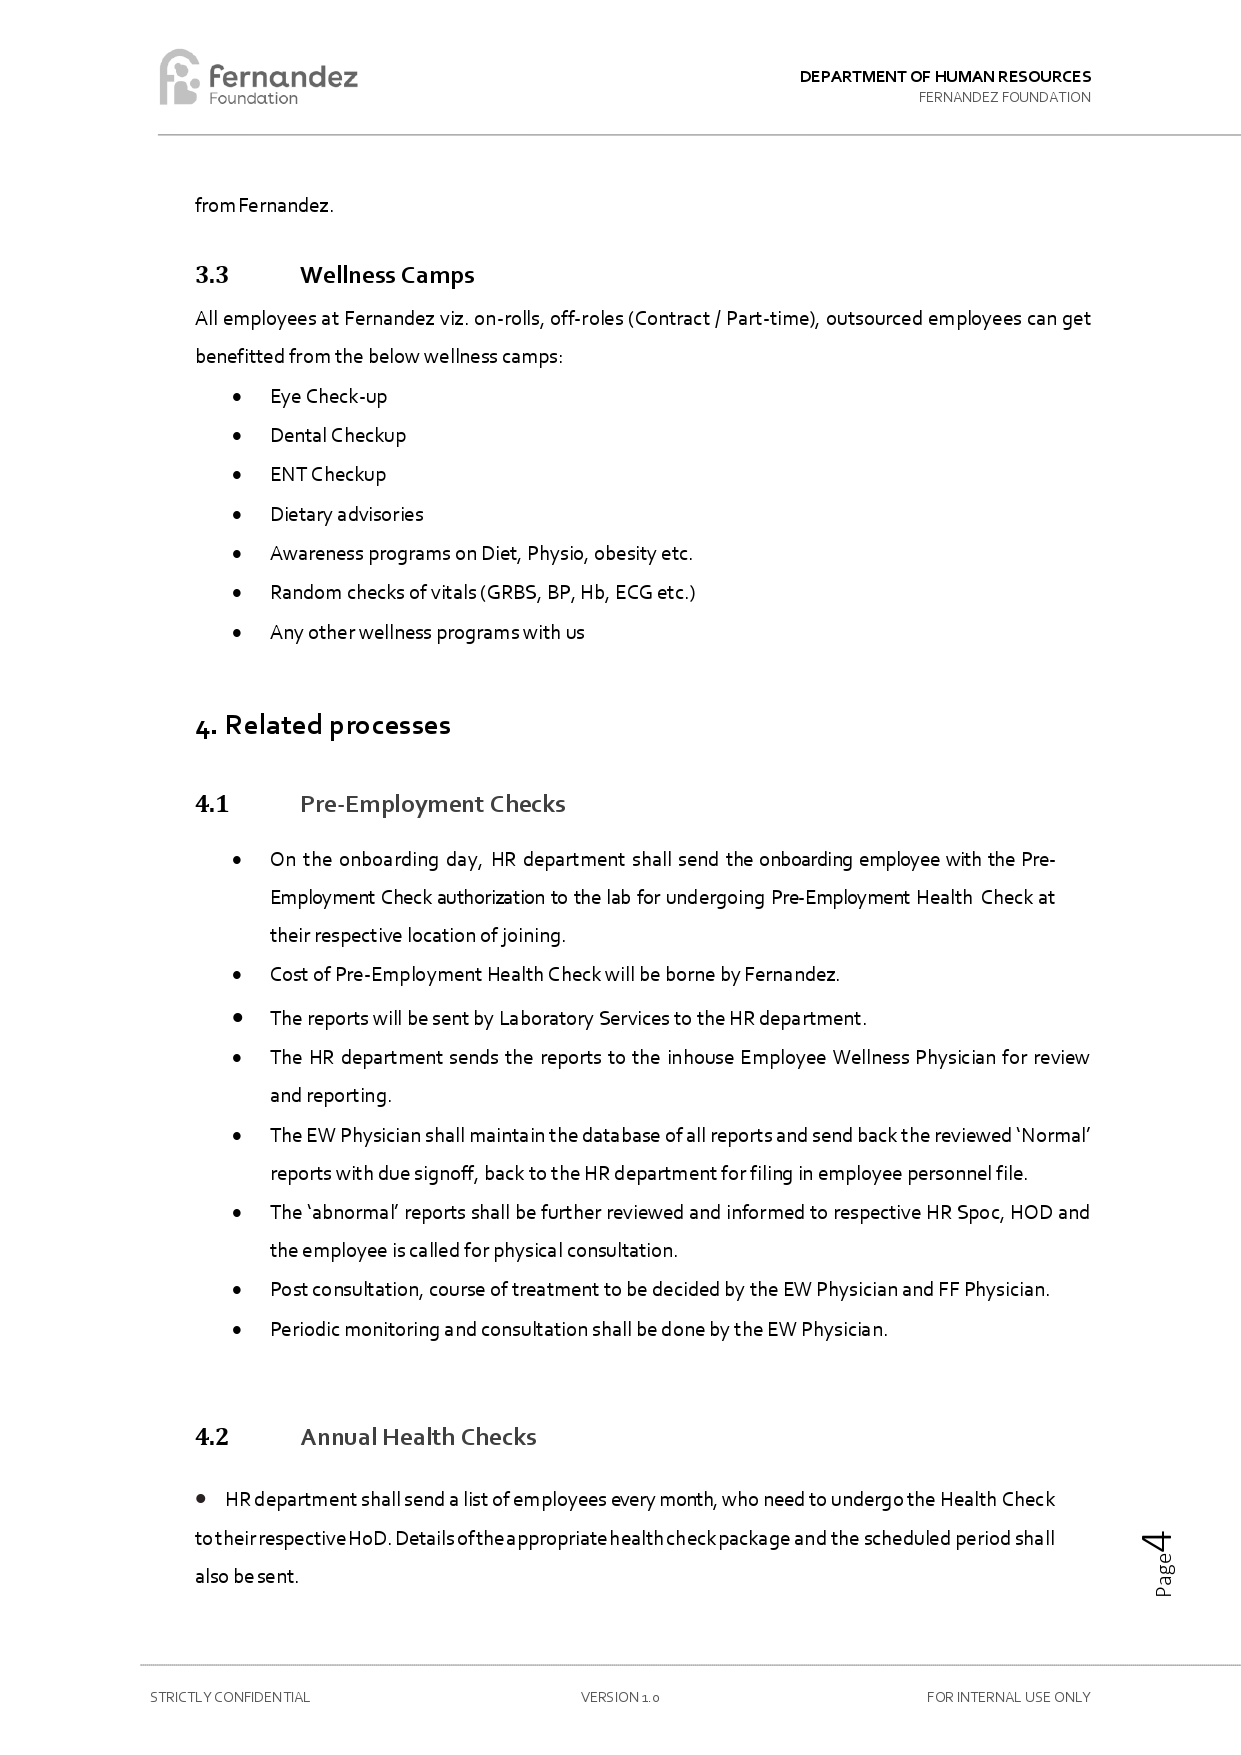 fernandez
Foundation
DEPARTMENT OF HUMAN RESOURCES
FERNANDEZ FOUNDATION
from Fernandez.
3.3 Wellness Camps
All employees at Fernandez viz. on-rolls, off-roles (Contract / Part-time), outsourced employees can get
benefitted from the below wellness camps:
• Eye Check-up
• Dental Checkup
• ENT Checkup
• Dietary advisories
• Awareness programs on Diet, Physio, obesity etc.
• Random checks of vitals (GRBS, BP, Hb, ECG etc.)
• Any other wellness programs with us
4. Related processes
4.1 Pre-Employment Checks
• On the onboarding day, HR department shall send the onboarding employee with the Pre-
Employment Check authorization to the lab for undergoing Pre-Employment Health Check at
their respective location of joining.
• Cost of Pre-Employment Health Check will be borne by Fernandez.
• The reports will be sent by Laboratory Services to the HR department.
• The HR department sends the reports to the inhouse Employee Wellness Physician for review
and reporting.
• The EW Physician shall maintain the database of all reports and send back the reviewed ‘Normal’
reports with due signoff, back to the HR department for filing in employee personnel file.
• The ‘abnormal’ reports shall be further reviewed and informed to respective HR Spoc, HOD and
the employee is called for physical consultation.
• Post consultation, course of treatment to be decided by the EW Physician and FF Physician.
• Periodic monitoring and consultation shall be done by the EW Physician.
4.2 Annual Health Checks
• HR department shall send a list of employees every month, who need to undergo the Health Check
to their respective HoD. Details of the appropriate health check package and the scheduled period shall
also be sent.
Page4
STRICTLY CONFIDENTIAL VERSION 1.0 FOR INTERNAL USE ONLY